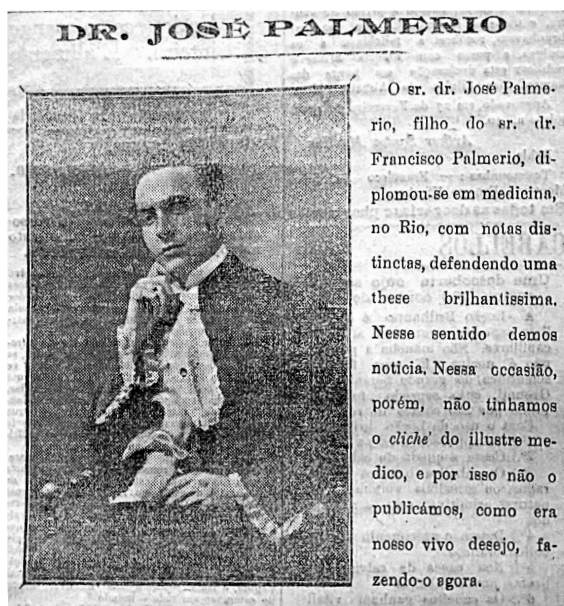 DR. JOSÉ PALMERIO
O sr. dr. José Palme-
rio, filho do sr. dr.
Francisco Palmerio, di-
plomou-se em medicina,
no Rio, com notas dis-
tinctas, defendendo uma
these brilhantissima.
Nesse sentido demos
noticia. Nessa occasião,
porém, não tinhamos
o cliche' do illustre me-
dico, e por isso não o
publicámos, como era
nosso vivo desejo, fa-
zendo-o agora.